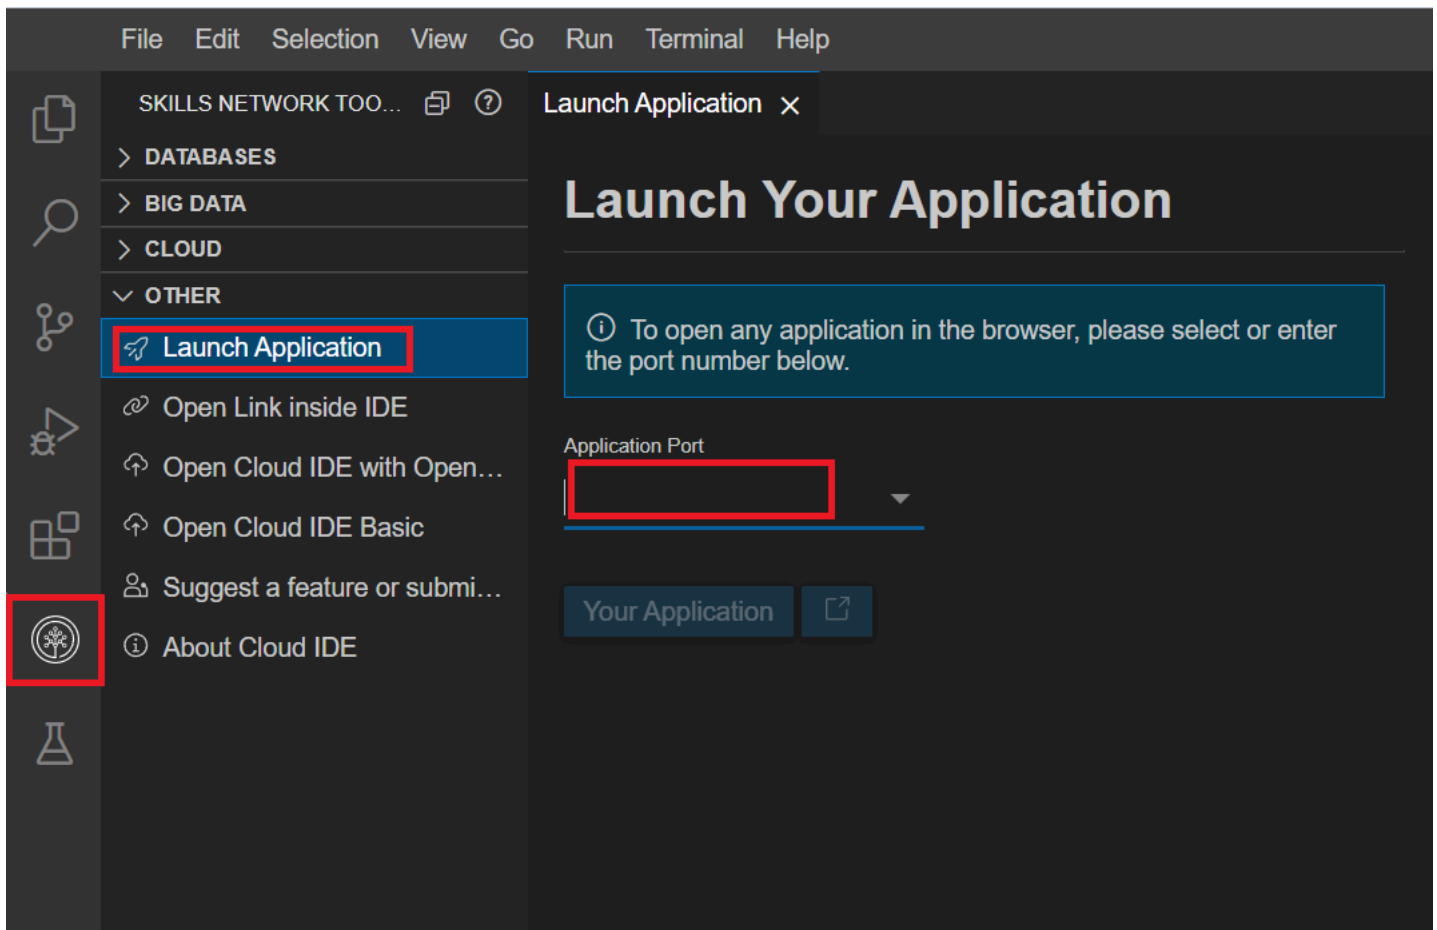 File Edit Selection View Go Run Terminal Help
SKILLS NETWORK TOO...
DATABASES
BIG DATA
CLOUD
OTHER
Launch Application
Open Link inside IDE
Open Cloud IDE with Open...
Open Cloud IDE Basic
Suggest a feature or submi...
About Cloud IDE
Launch Application
Launch Your Application
To open any application in the browser, please select or enter
the port number below.
Application Port
Your Application